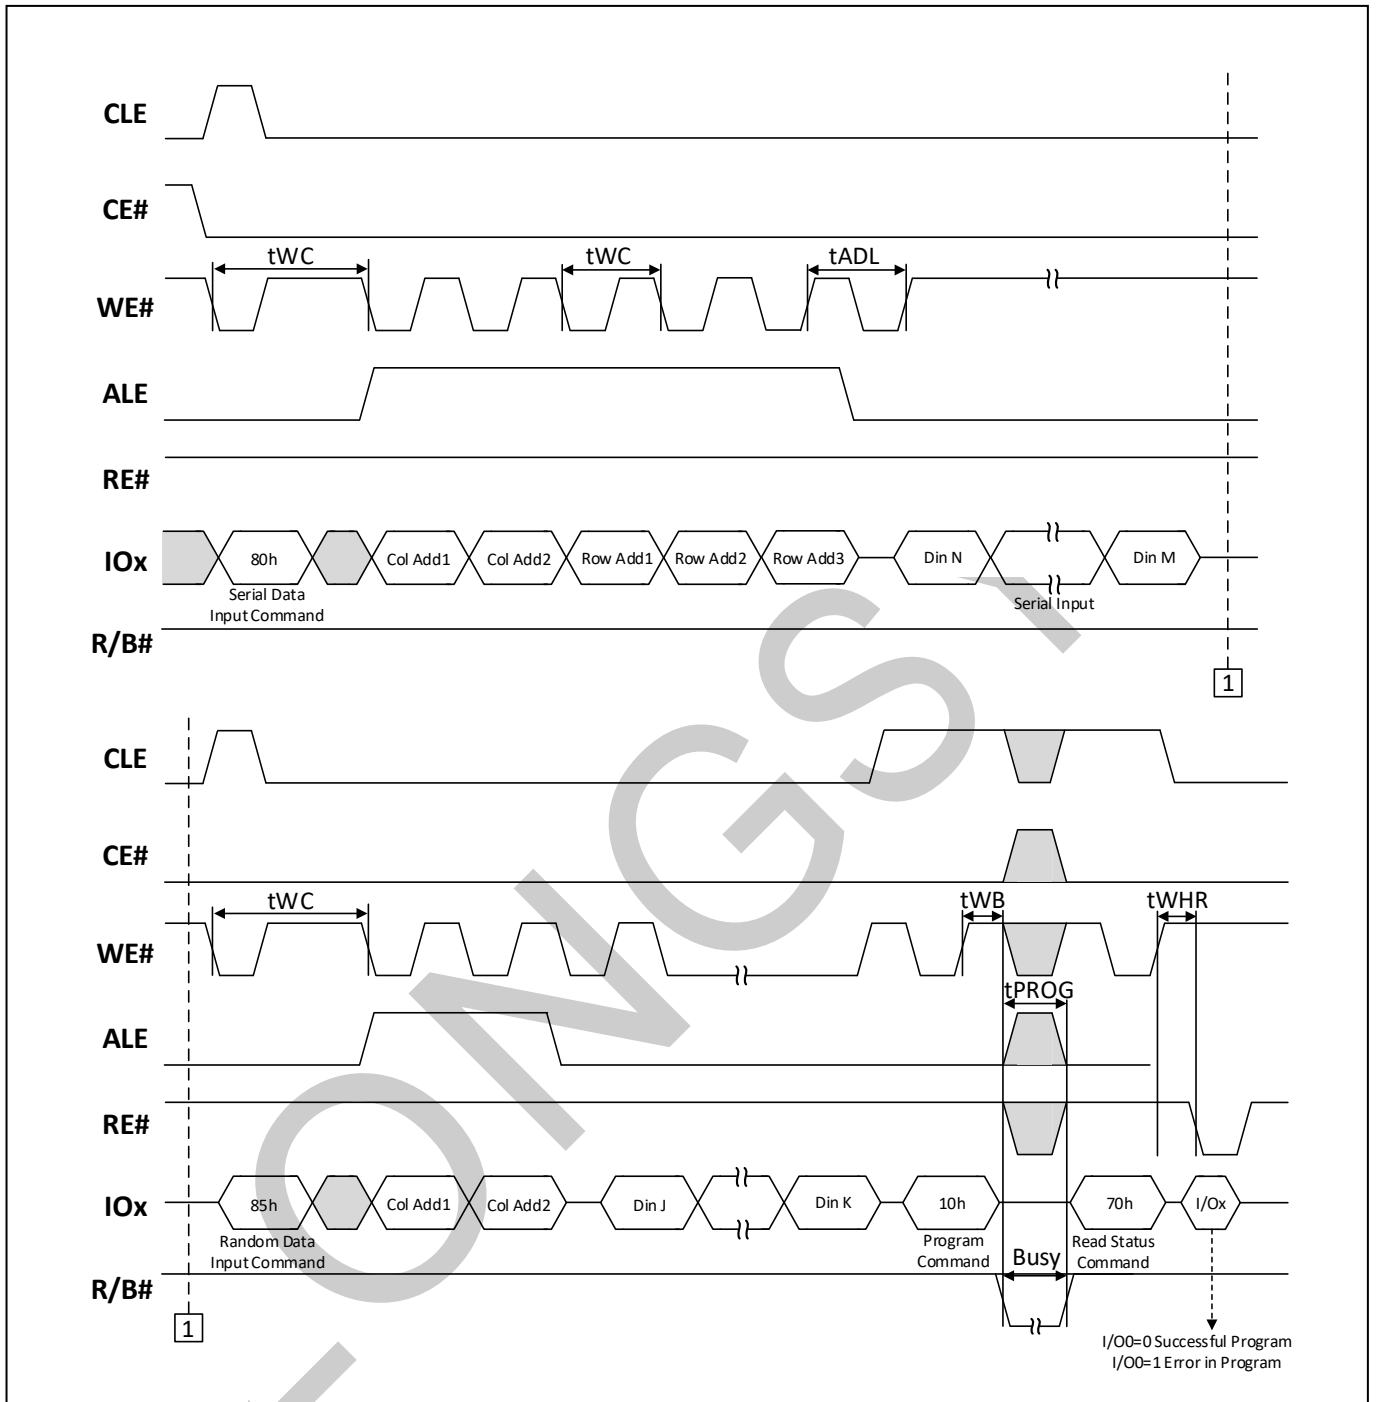 CLE
CE#
tWC tWC tADL
WE#
ALE
RE#
IOx 80h Col Add1 Col Add2 Row Add1 Row Add2 Row Add3 Din N Din M
Serial Data
Input Command
Serial Input
R/B#
1
CLE
CE#
tWC tWB tWHR
WE#
tPROG
ALE
RE#
IOx 85h Col Add1 Col Add2 Din J Din K 10h 70h I/Ox
Random Data
Input Command
Program
Command
Read Status
Command
Busy
R/B#
1
I/O0=0 Successful Program
I/O0=1 Error in Program